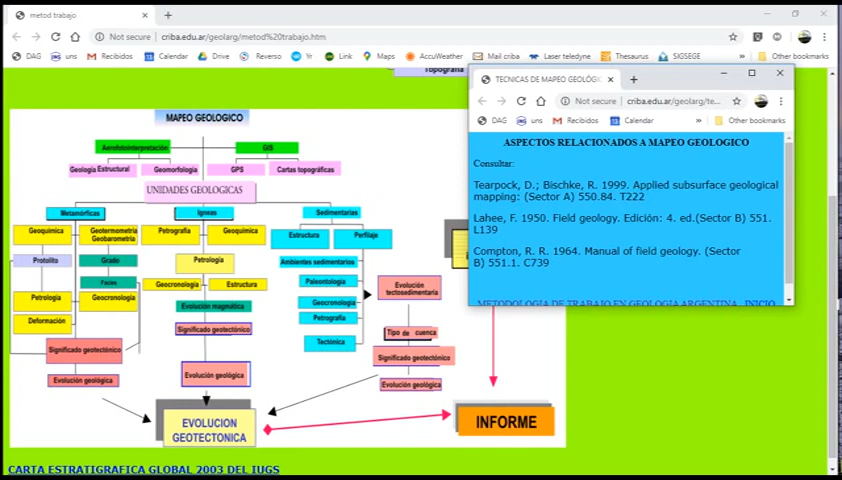 metod trabajo
Not secure criba.edu.ar/geolarg/metod%20trabajo.htm
DAG uns Recibidos Calendar Drive Reverso Yr Link Maps AccuWeather Mail criba Laser teledyne Thesaurus SIGSEGE Other bookmarks
Topografía
MAPEO GEOLOGICO
Aerofotointerpretación GIS
Geología Estructural Geomorfología GPS Cartas topográficas
UNIDADES GEOLOGICAS
Metamórficas Igneas Sedimentarias
Geoquimica Geotermometría Geobarometría Petrografia Geoquímica Estructura Perfilaje
Protolito Grado Petrología Ambientes sedimentarios
Facies Paleontología
Petrología Geocronología Geocronología Estructura Geocronología Evolución tectosedimentaria
Deformación Evolución magmática Petrografía
Significado geotectónico Significado geotectónico Tectónica Tipo de cuenca
Significado geotectónico
Evolución geológica Evolución geológica Evolución geológica
EVOLUCION
GEOTECTONICA
INFORME
CARTA ESTRATIGRAFICA GLOBAL 2003 DEL IUGS
TECNICAS DE MAPEO GEOLÓGIC
Not secure criba.edu.ar/geolarg/te...
DAG uns Recibidos Calendar Other bookmarks
ASPECTOS RELACIONADOS A MAPEO GEOLOGICO
Consultar:
Tearpock, D.; Bischke, R. 1999. Applied subsurface geological
mapping: (Sector A) 550.84. T222
Lahee, F. 1950. Field geology. Edición: 4. ed.(Sector B) 551.
L139
Compton, R. R. 1964. Manual of field geology. (Sector
B) 551.1. C739
METODOLOGIA DE TRABAJO EN GEOLOGIA ARGENTINA INICIO